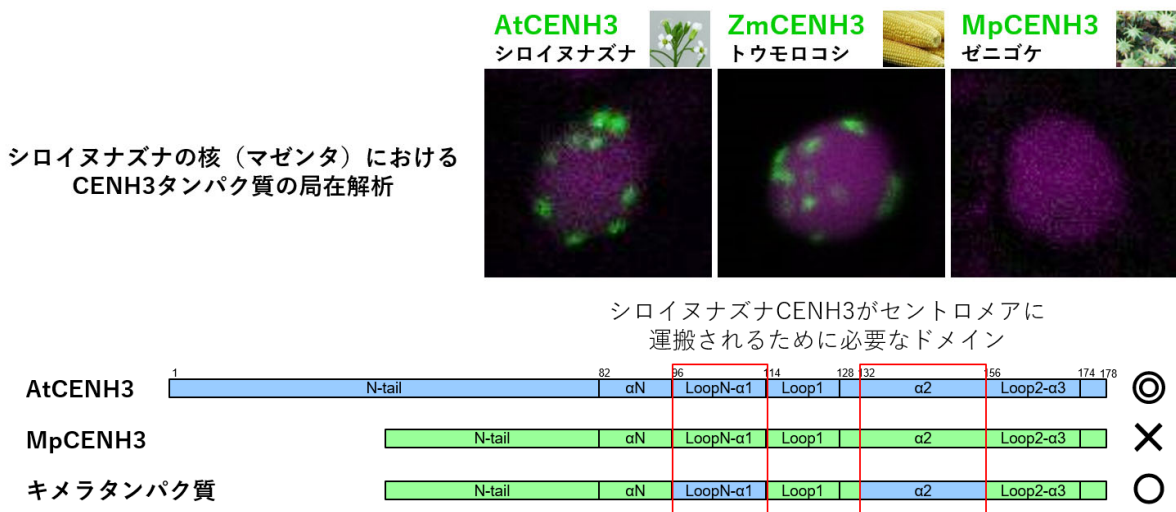 AtCENH3
シロイヌナズナ
ZmCENH3
トウモロコシ
MpCENH3
ゼニゴケ
シロイヌナズナの核（マゼンタ）における
CENH3タンパク質の局在解析
シロイヌナズナCENH3がセントロメアに
運搬されるために必要なドメイン
1 82 96 114 128 132 156 174 178
AtCENH3 N-tail αN LoopN-α1 Loop1 α2 Loop2-α3 ◎
MpCENH3 N-tail αN LoopN-α1 Loop1 α2 Loop2-α3 ×
キメラタンパク質 N-tail αN LoopN-α1 Loop1 α2 Loop2-α3 ○